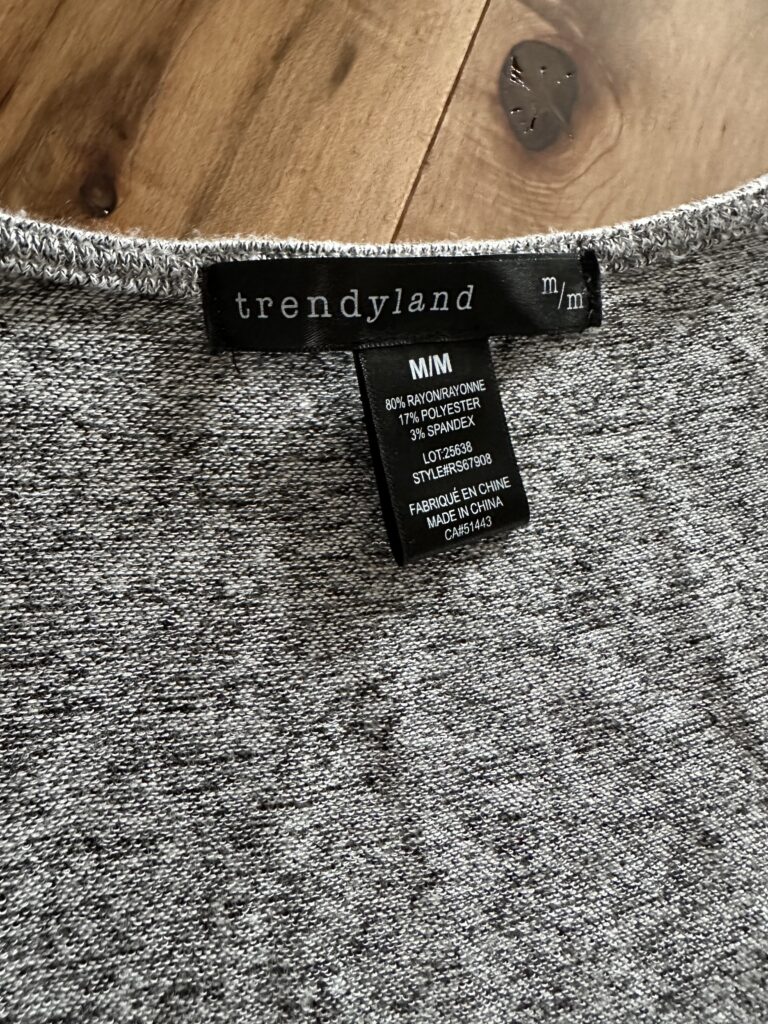 trendyland m/m
M/M
80% RAYON/RAYONNE
17% POLYESTER
3% SPANDEX
LOT:25638
STYLE#RS67908
FABRIQUÉ EN CHINE
MADE IN CHINA
CA#51443